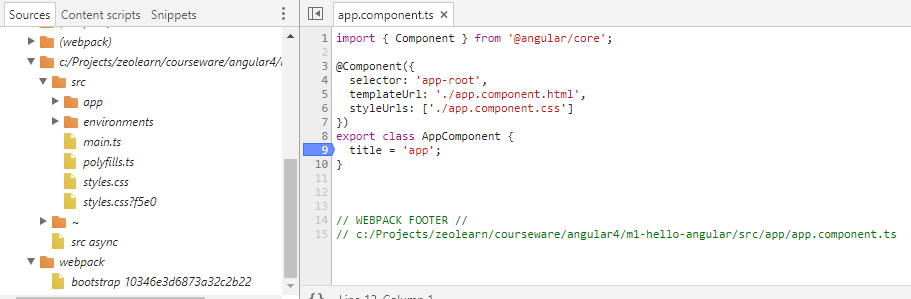 Sources Content scripts Snippets
(webpack)
c:/Projects/zeolearn/courseware/angular4/
src
app
environments
main.ts
polyfills.ts
styles.css
styles.css?f5e0
~
src async
webpack
bootstrap 10346e3d6873a32c2b22
app.component.ts ×
1 import { Component } from '@angular/core';
2
3 @Component({
4 selector: 'app-root',
5 templateUrl: './app.component.html',
6 styleUrls: ['./app.component.css']
7 })
8 export class AppComponent {
9 title = 'app';
10 }
11
12
13
14 // WEBPACK FOOTER //
15 // c:/Projects/zeolearn/courseware/angular4/m1-hello-angular/src/app/app.component.ts
{} Line 12, Column 1